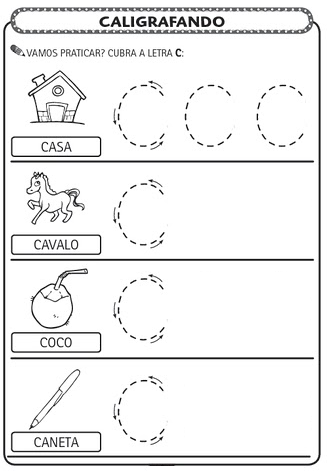 CALIGRAFANDO
VAMOS PRATICAR? CUBRA A LETRA C:
C C C
CASA
C
CAVALO
C
COCO
C
CANETA